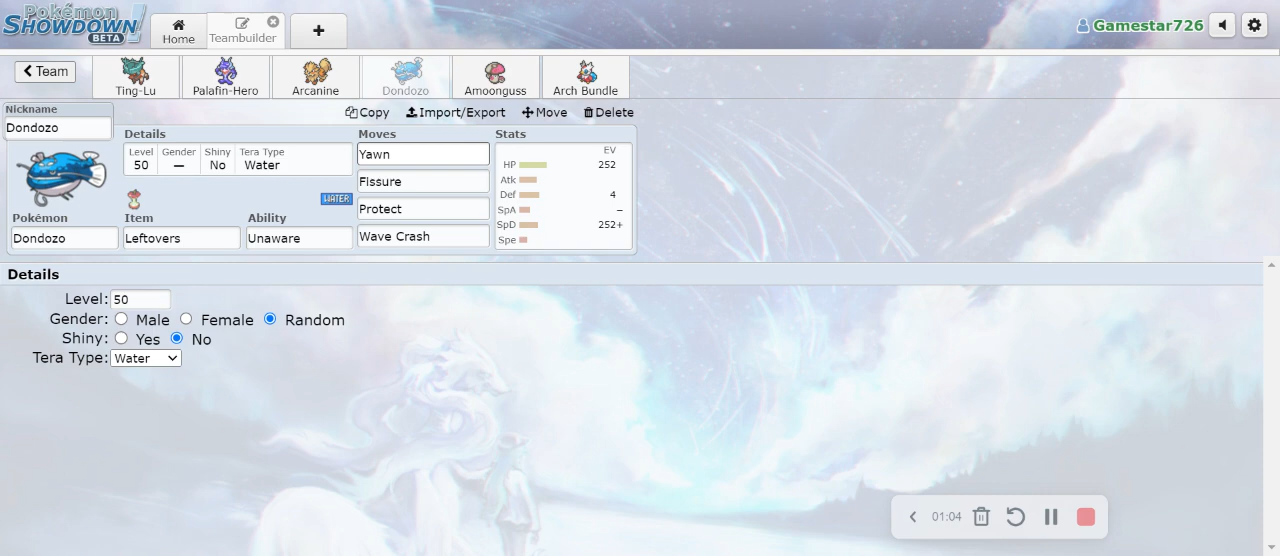 Pokémon
SHOWDOWN!
BETA
Home
Teambuilder
+
Gamestar726
Team
Ting-Lu
Palafin-Hero
Arcanine
Dondozo
Amoonguss
Arch Bundle
Nickname
Dondozo
Copy
Import/Export
Move
Delete
Details
Level
50
Gender
—
Shiny
No
Tera Type
Water
Moves
Yawn
Fissure
Protect
Wave Crash
Stats
EV
HP 252
Atk
Def 4
SpA −
SpD 252+
Spe
WATER
Pokémon
Dondozo
Item
Leftovers
Ability
Unaware
Details
Level: 50
Gender: Male Female Random
Shiny: Yes No
Tera Type: Water
01:04